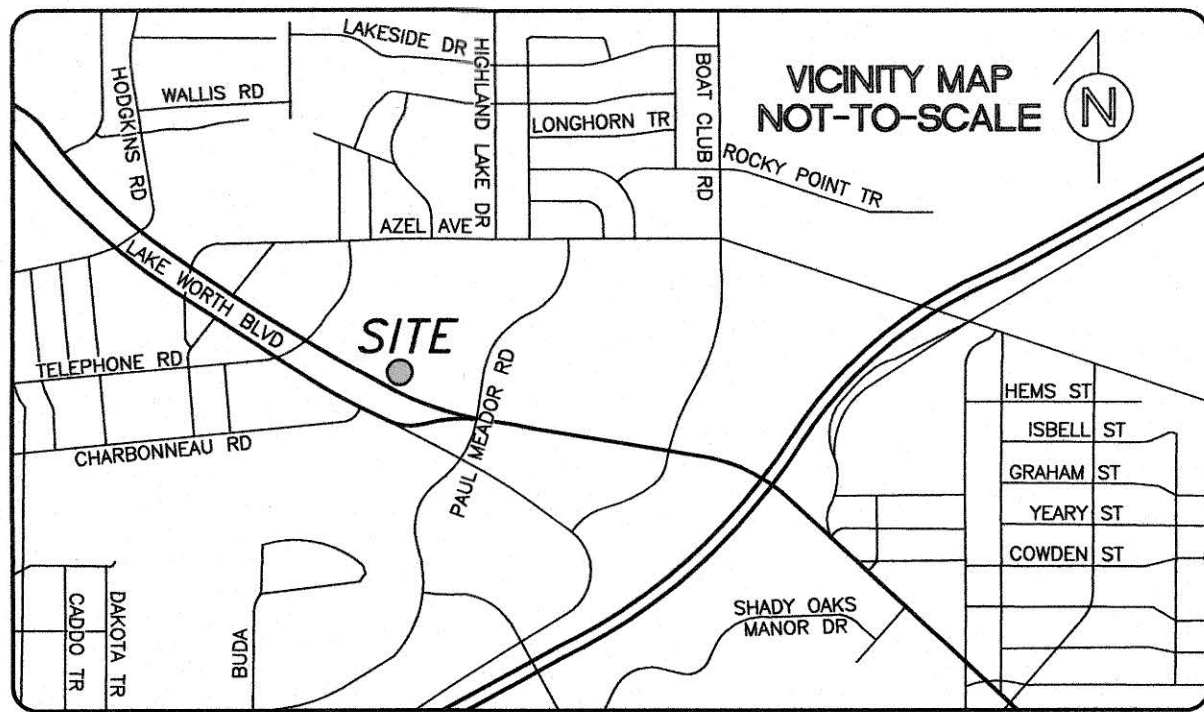 LAKESIDE DR
HIGHLAND LAKE DR
HODGKINS RD
WALLIS RD
LONGHORN TR
BOAT CLUB RD
VICINITY MAP
NOT-TO-SCALE
N
ROCKY POINT TR
AZEL AVE
LAKE WORTH BLVD
SITE
TELEPHONE RD
PAUL MEADOR RD
CHARBONNEAU RD
HEMS ST
ISBELL ST
GRAHAM ST
YEARY ST
COWDEN ST
CADDO TR
DAKOTA TR
BUDA
SHADY OAKS
MANOR DR